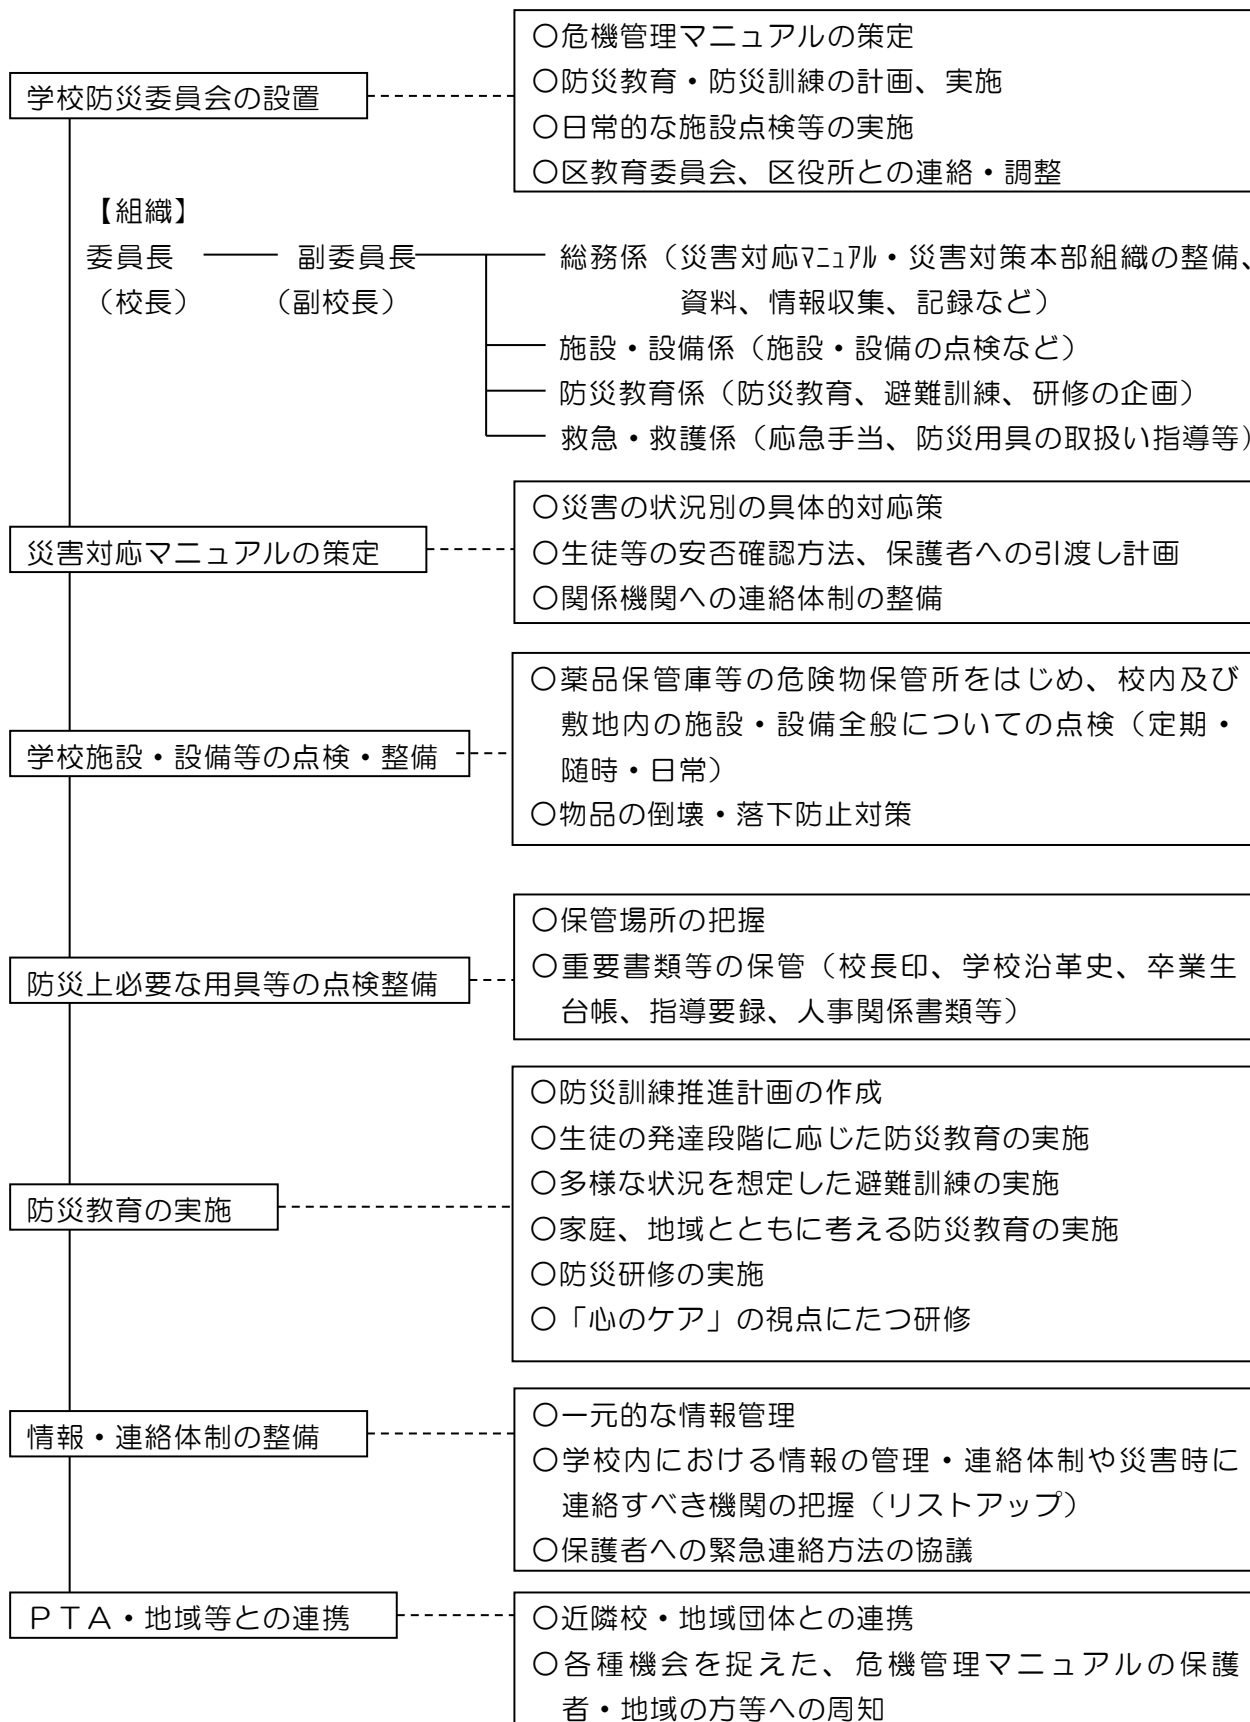 学校防災委員会の設置
〇危機管理マニュアルの策定
〇防災教育・防災訓練の計画、実施
〇日常的な施設点検等の実施
〇区教育委員会、区役所との連絡・調整
【組織】
委員長 副委員長 総務係（災害対応ﾏﾆｭｱﾙ・災害対策本部組織の整備、
（校長） （副校長） 資料、情報収集、記録など）
施設・設備係（施設・設備の点検など）
防災教育係（防災教育、避難訓練、研修の企画）
救急・救護係（応急手当、防災用具の取扱い指導等）
災害対応マニュアルの策定
〇災害の状況別の具体的対応策
〇生徒等の安否確認方法、保護者への引渡し計画
〇関係機関への連絡体制の整備
学校施設・設備等の点検・整備
〇薬品保管庫等の危険物保管所をはじめ、校内及び
敷地内の施設・設備全般についての点検（定期・
随時・日常）
〇物品の倒壊・落下防止対策
防災上必要な用具等の点検整備
〇保管場所の把握
〇重要書類等の保管（校長印、学校沿革史、卒業生
台帳、指導要録、人事関係書類等）
防災教育の実施
〇防災訓練推進計画の作成
〇生徒の発達段階に応じた防災教育の実施
〇多様な状況を想定した避難訓練の実施
〇家庭、地域とともに考える防災教育の実施
〇防災研修の実施
〇「心のケア」の視点にたつ研修
情報・連絡体制の整備
〇一元的な情報管理
〇学校内における情報の管理・連絡体制や災害時に
連絡すべき機関の把握（リストアップ）
〇保護者への緊急連絡方法の協議
ＰＴＡ・地域等との連携
〇近隣校・地域団体との連携
〇各種機会を捉えた、危機管理マニュアルの保護
者・地域の方等への周知